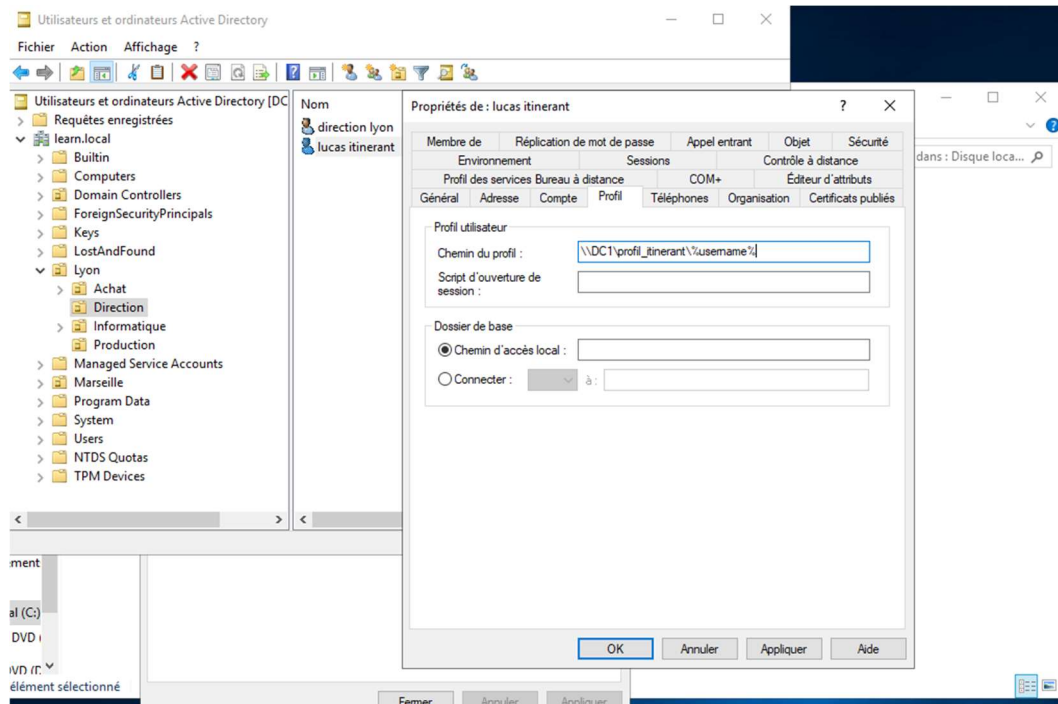 Utilisateurs et ordinateurs Active Directory
Fichier Action Affichage ?
Utilisateurs et ordinateurs Active Directory [DC
Requêtes enregistrées
learn.local
Builtin
Computers
Domain Controllers
ForeignSecurityPrincipals
Keys
LostAndFound
Lyon
Achat
Direction
Informatique
Production
Managed Service Accounts
Marseille
Program Data
System
Users
NTDS Quotas
TPM Devices
Nom
direction lyon
lucas itinerant
Propriétés de : lucas itinerant
Membre de Réplication de mot de passe Appel entrant Objet Sécurité
Environnement Sessions Contrôle à distance
Profil des services Bureau à distance COM+ Éditeur d'attributs
Général Adresse Compte Profil Téléphones Organisation Certificats publiés
Profil utilisateur
Chemin du profil : \\DC1\profil_itinerant\%username%
Script d'ouverture de
session :
Dossier de base
Chemin d'accès local :
Connecter : à :
OK Annuler Appliquer Aide
dans : Disque loca...
al (C:)
DVD
élément sélectionné
Fermer Annuler Appliquer